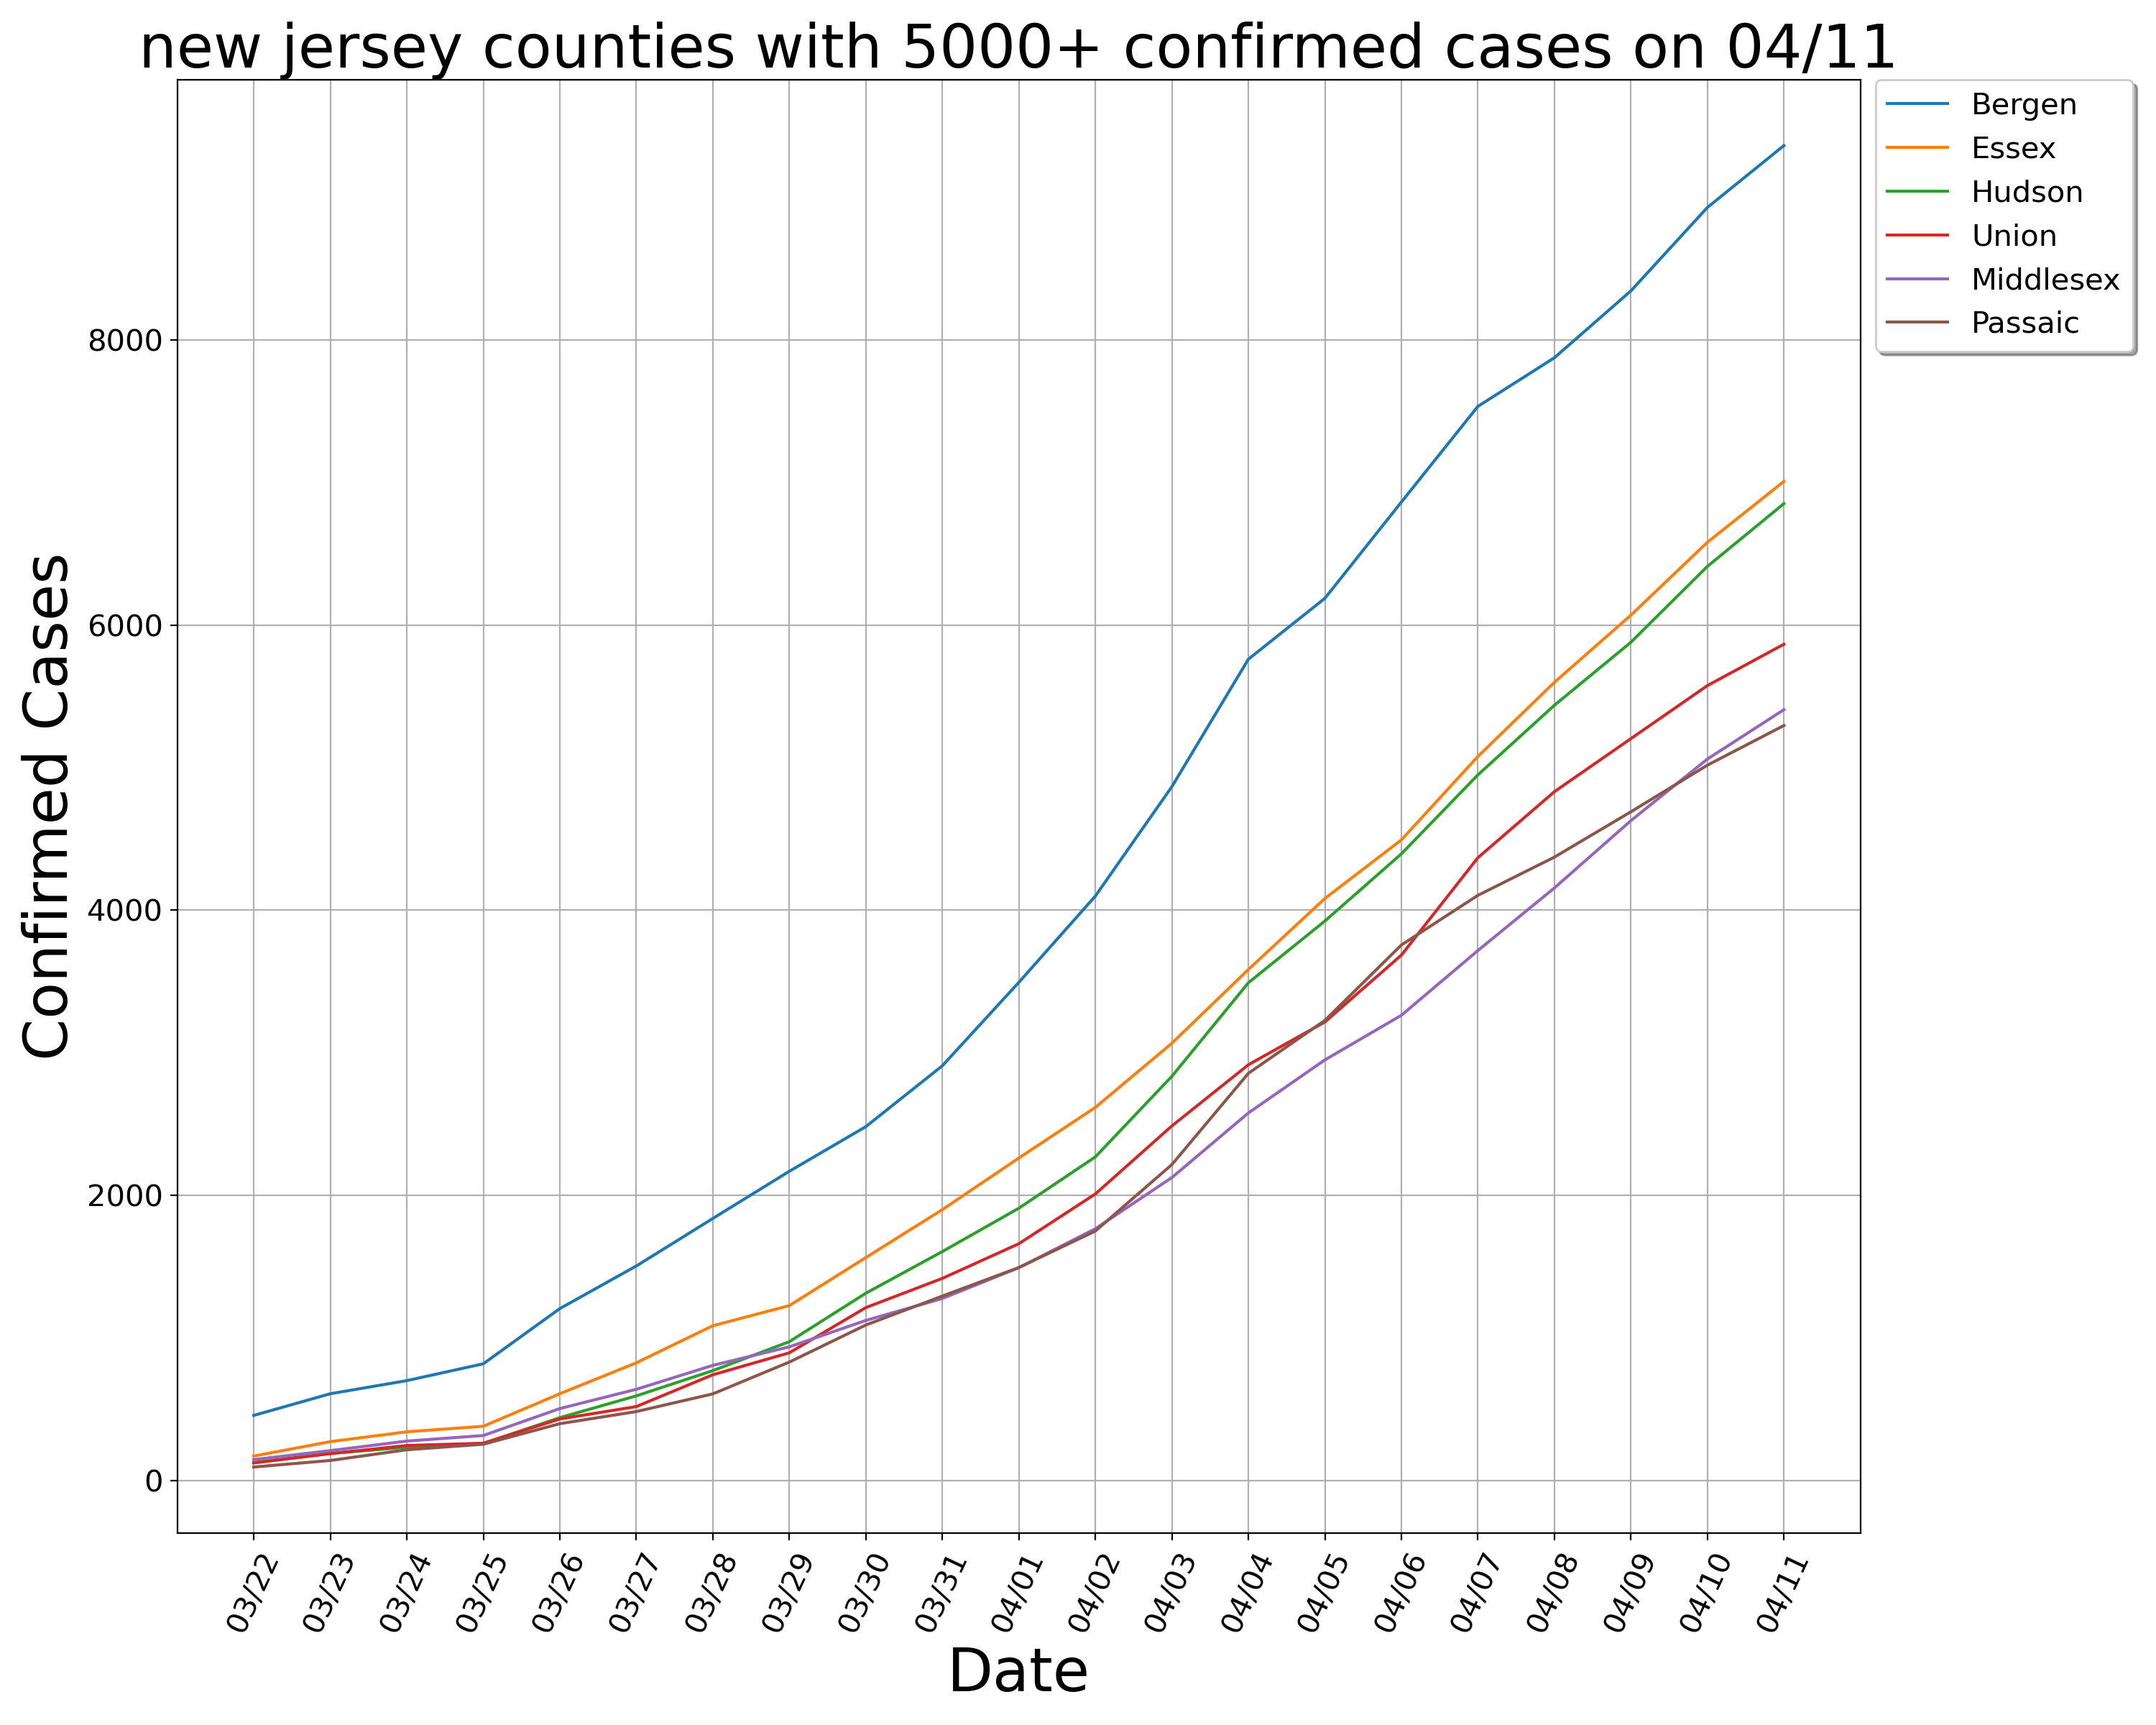 new jersey counties with 5000+ confirmed cases on 04/11
Bergen
Essex
Hudson
Union
Middlesex
Passaic
Confirmed Cases
8000
6000
4000
2000
0
03/22
03/23
03/24
03/25
03/26
03/27
03/28
03/29
03/30
03/31
04/01
04/02
04/03
04/04
04/05
04/06
04/07
04/08
04/09
04/10
04/11
Date